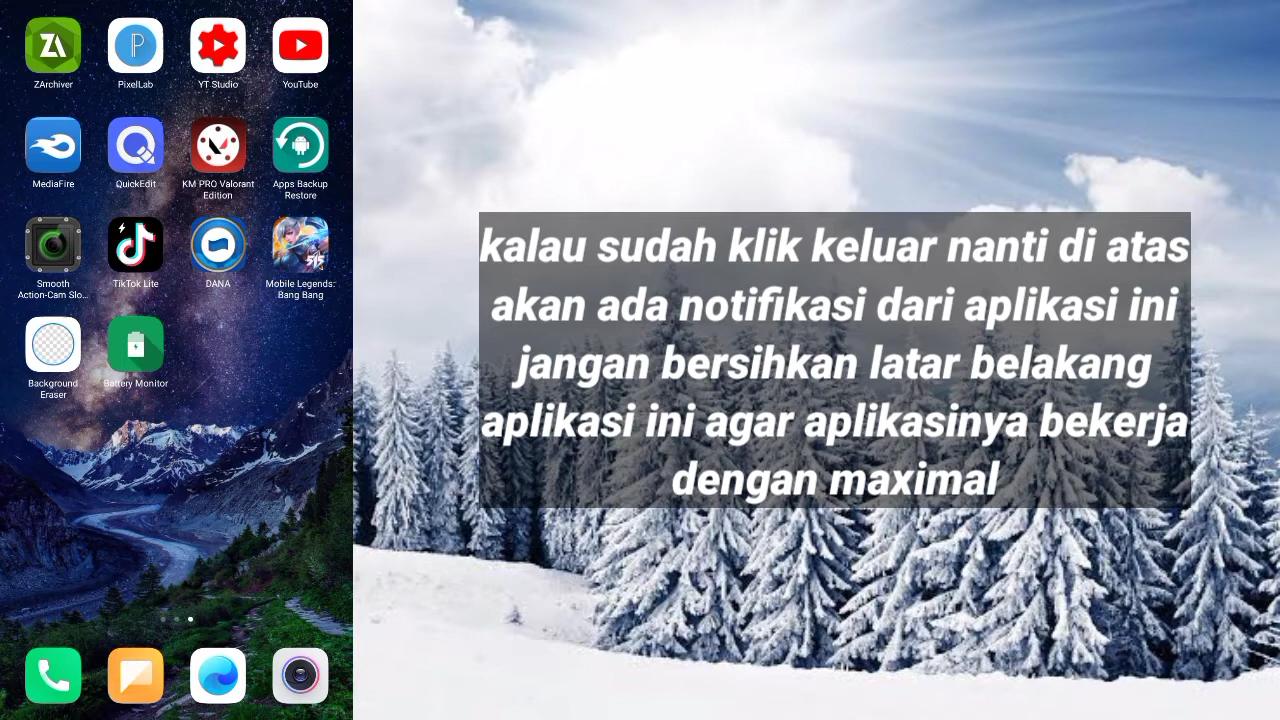 ZArchiver
PixelLab
YT Studio
YouTube
MediaFire
QuickEdit
KM PRO Valorant
Edition
Apps Backup
Restore
Smooth
Action-Cam Slo...
TikTok Lite
DANA
Mobile Legends:
Bang Bang
515
Background
Eraser
Battery Monitor
kalau sudah klik keluar nanti di atas
akan ada notifikasi dari aplikasi ini
jangan bersihkan latar belakang
aplikasi ini agar aplikasinya bekerja
dengan maximal